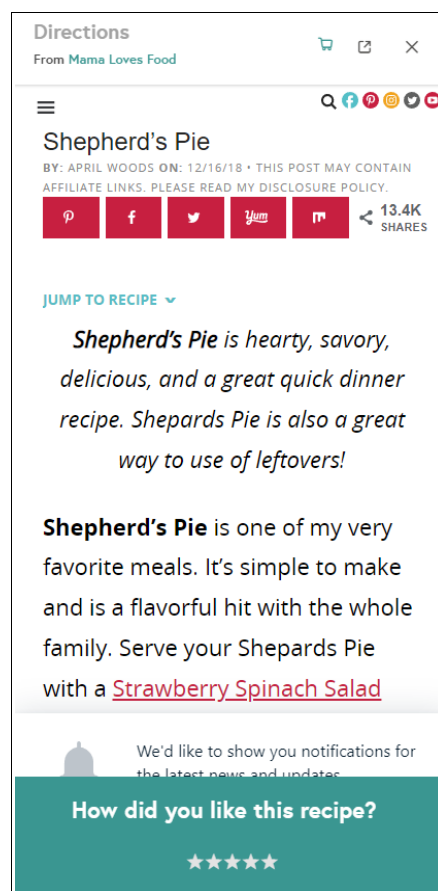 Directions
From Mama Loves Food
Shepherd's Pie
BY: APRIL WOODS ON: 12/16/18 • THIS POST MAY CONTAIN
AFFILIATE LINKS. PLEASE READ MY DISCLOSURE POLICY.
Yum
13.4K
SHARES
JUMP TO RECIPE
Shepherd's Pie is hearty, savory,
delicious, and a great quick dinner
recipe. Shepards Pie is also a great
way to use of leftovers!
Shepherd's Pie is one of my very
favorite meals. It's simple to make
and is a flavorful hit with the whole
family. Serve your Shepards Pie
with a Strawberry Spinach Salad
We'd like to show you notifications for
the latest news and updates
How did you like this recipe?